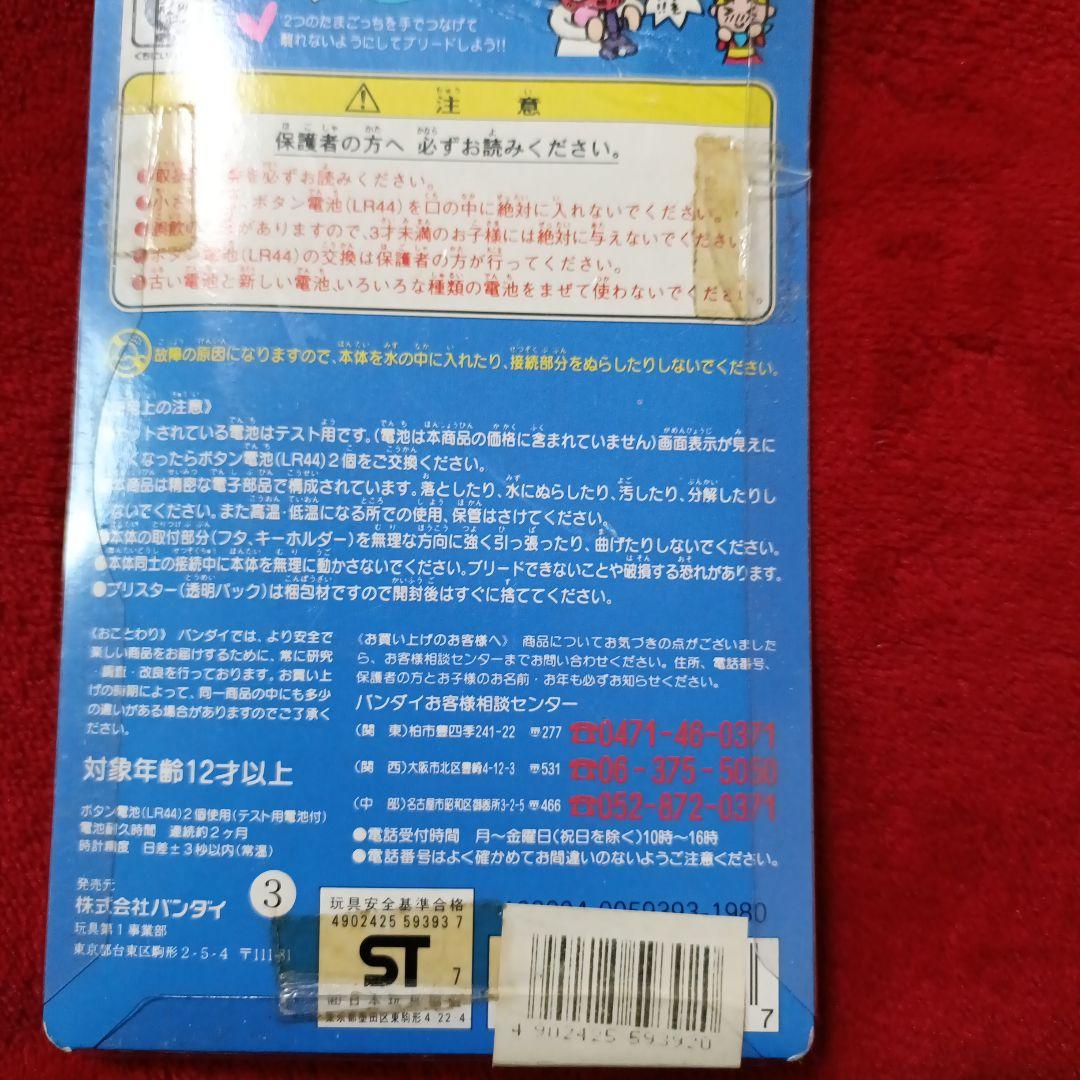 2つのたまごっちを手でつなげて
離れないようにしてブリードしよう!!
注意
保護者の方へ 必ずお読みください。
を必ずお読みください。
ボタン電池(LR44)を口の中に絶対に入れないでください。
がありますので、3才未満のお子様には絶対に与えないでください
●ボタン電池(LR44)の交換は保護者の方が行ってください。
●古い電池と新しい電池、いろいろな種類の電池をまぜて使わないでください。
故障の原因になりますので、本体を水の中に入れたり、接続部分をぬらしたりしないでください。
上の注意》
ットされている電池はテスト用です。(電池は本商品の価格に含まれていません)画面表示が見えに
くなったらボタン電池(LR44)2個をご交換ください。
●本商品は精密な電子部品で構成されています。落としたり、水にぬらしたり、汚したり、分解したりし
ないでください。また高温・低温になる所での使用、保管はさけてください。
●本体の取付部分(フタ、キーホルダー)を無理な方向に強く引っ張ったり、曲げたりしないでください。
●本体同士の接続中に本体を無理に動かさないでください。ブリードできないことや破損する恐れがあります。
●ブリスター(透明パック)は梱包材ですので開封後はすぐに捨ててください。
《おことわり》 バンダイでは、より安全で
楽しい商品をお届けするために、常に研究
・調査・改良を行っております。お買い上
げの時期によって、同一商品の中にも多少
の違いがある場合がありますのでご了承く
ださい。
《お買い上げのお客様へ》 商品についてお気づきの点がございました
ら、お客様相談センターまでお問い合わせください。住所、電話番号、
保護者の方とお子様のお名前・お年も必ずお知らせください。
バンダイお客様相談センター
(関 東)柏市豊四季241-22 〒277 ☎0471-46-0371
(関 西)大阪市北区豊崎4-12-3 〒531 ☎06-375-5050
(中 部)名古屋市昭和区御器所3-2-5 〒466 ☎052-872-0371
●電話受付時間 月〜金曜日(祝日を除く)10時〜16時
●電話番号はよく確かめてお間違いのないようご注意ください。
対象年齢12才以上
ボタン電池(LR44)2個使用(テスト用電池付)
電池耐久時間 連続約2ヶ月
時計精度 日差±3秒以内(常温)
発売元
株式会社バンダイ
玩具第1事業部
東京都台東区駒形2-5-4 〒111-81
3
玩具安全基準合格
4902425 59393 7
ST
7
東京都墨田区東駒形4 22 4
0059393-1980
7
4 902425 593920